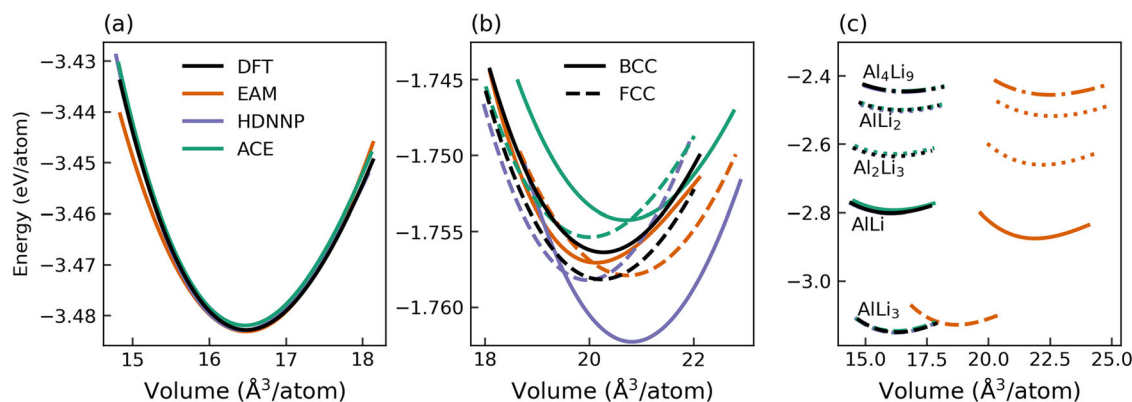 (a)
(b)
(c)
Energy (eV/atom)
−3.43
−3.44
−3.45
−3.46
−3.47
−3.48
DFT
EAM
HDNNP
ACE
15
16
17
18
Volume (Å³/atom)
−1.745
−1.750
−1.755
−1.760
BCC
FCC
18
20
22
Volume (Å³/atom)
−2.4
−2.6
−2.8
−3.0
Al₄Li₉
AlLi₂
Al₂Li₃
AlLi
AlLi₃
15.0
17.5
20.0
22.5
25.0
Volume (Å³/atom)